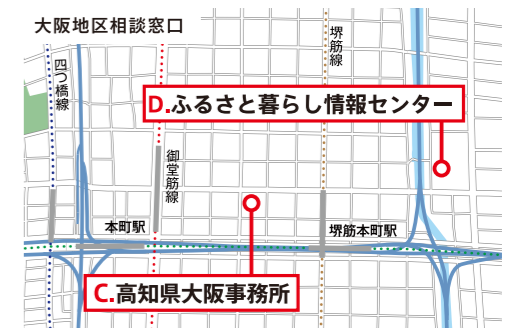 大阪地区相談窓口
堺筋線
四つ橋線
D.ふるさと暮らし情報センター
御堂筋線
本町駅
堺筋本町駅
C.高知県大阪事務所